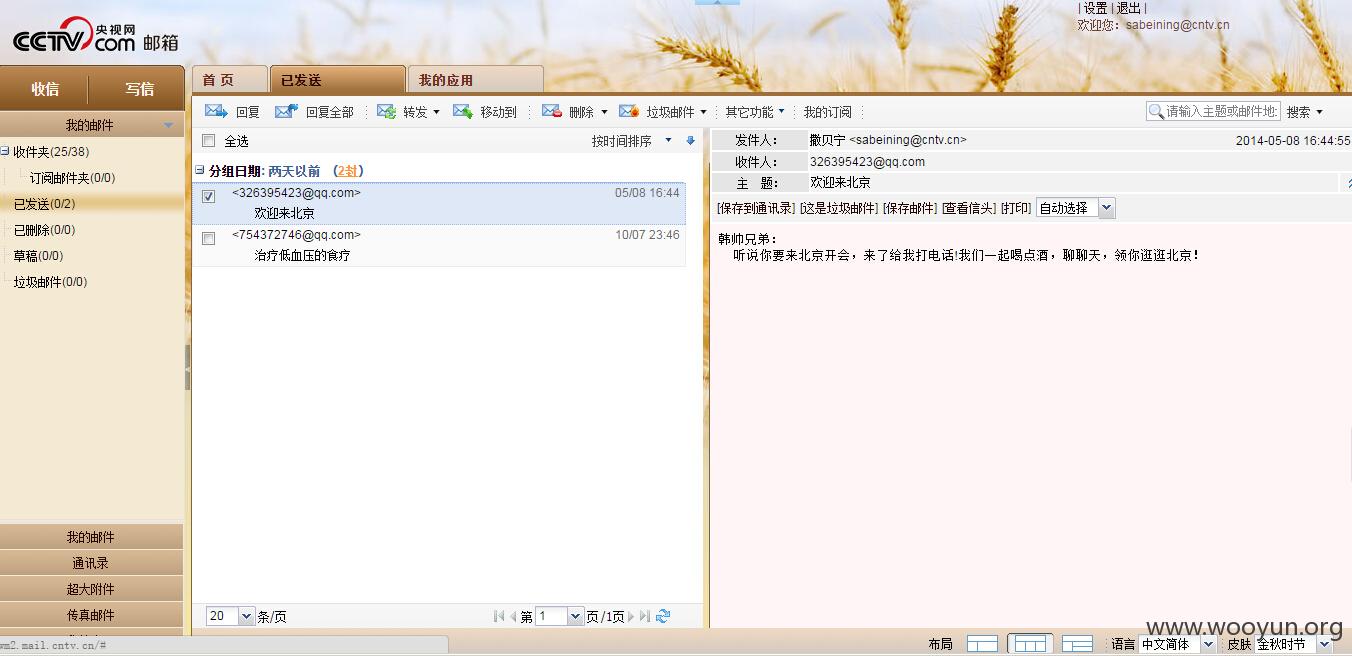 | 设置 | 退出 |
欢迎您：sabeining@cntv.cn
CCTV 央视网
com 邮箱
收信 写信
首 页 已发送 我的应用
我的邮件
收件夹(25/38)
订阅邮件夹(0/0)
已发送(0/2)
已删除(0/0)
草稿(0/0)
垃圾邮件(0/0)
我的邮件
通讯录
超大附件
传真邮件
wm2.mail.cntv.cn/#
回复 回复全部 转发 移动到 删除 垃圾邮件 其它功能 我的订阅
请输入主题或邮件地: 搜索
全选 按时间排序
分组日期: 两天以前 (2封)
<326395423@qq.com> 05/08 16:44
欢迎来北京
<754372746@qq.com> 10/07 23:46
治疗低血压的食疗
20 条/页 第 1 页/1页
发件人： 撒贝宁 <sabeining@cntv.cn> 2014-05-08 16:44:55
收件人： 326395423@qq.com
主 题： 欢迎来北京
[保存到通讯录] [这是垃圾邮件] [保存邮件] [查看信头] [打印] 自动选择
韩帅兄弟：
听说你要来北京开会，来了给我打电话!我们一起喝点酒，聊聊天，领你逛逛北京！
www.wooyun.org
布局 语言 中文简体 皮肤 金秋时节